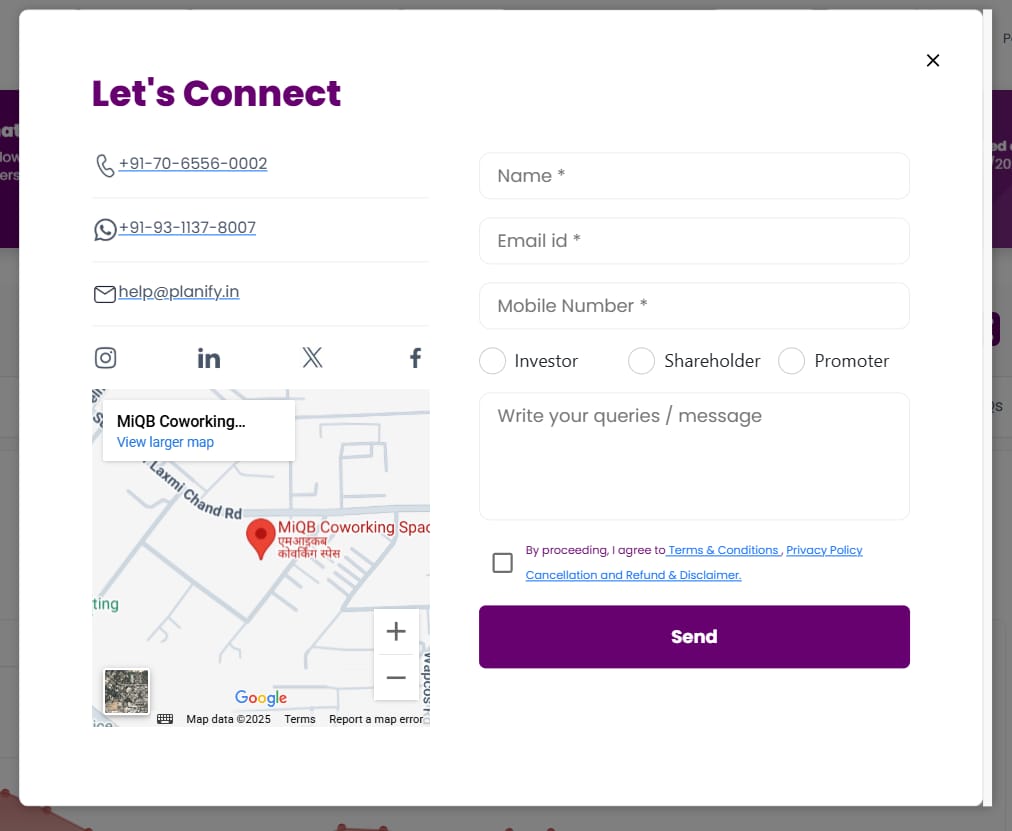 Let's Connect
+91-70-6556-0002
+91-93-1137-8007
help@planify.in
MiQB Coworking...
View larger map
Laxmi Chand Rd
MiQB Coworking Spac
एमआइक्यूब
कोवर्किंग स्पेस
ting
Mapcos R
Google
Map data ©2025 Terms Report a map error
Name *
Email id *
Mobile Number *
Investor Shareholder Promoter
Write your queries / message
By proceeding, I agree to Terms & Conditions , Privacy Policy
Cancellation and Refund & Disclaimer.
Send